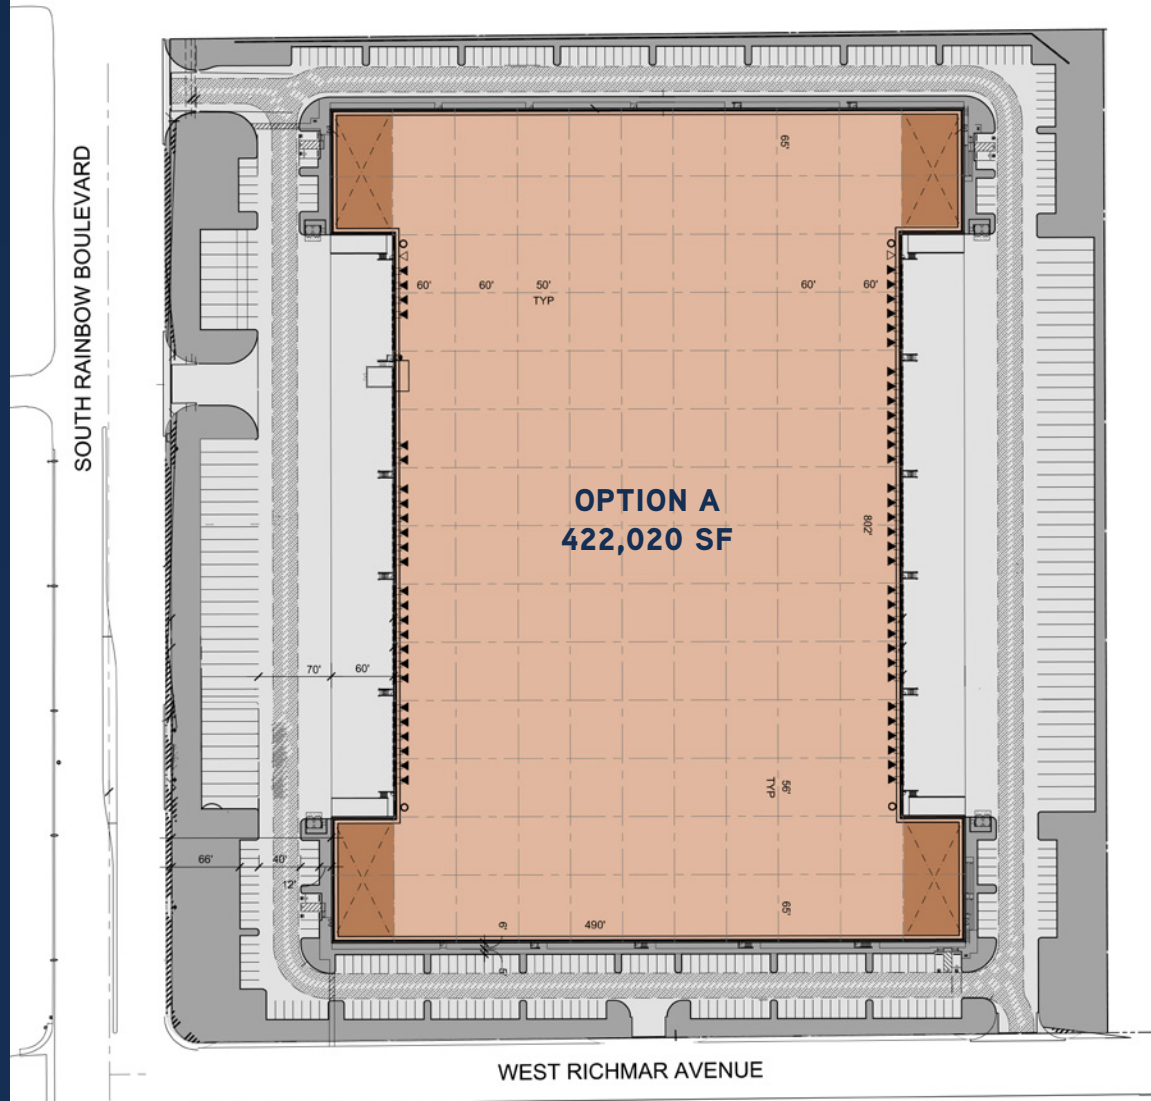 65'
SOUTH RAINBOW BOULEVARD
60'
60'
50'
TYP
60'
60'
OPTION A
422,020 SF
802'
70'
60'
56'
TYP
66'
40'
12'
65'
6'
490'
6'
WEST RICHMAR AVENUE